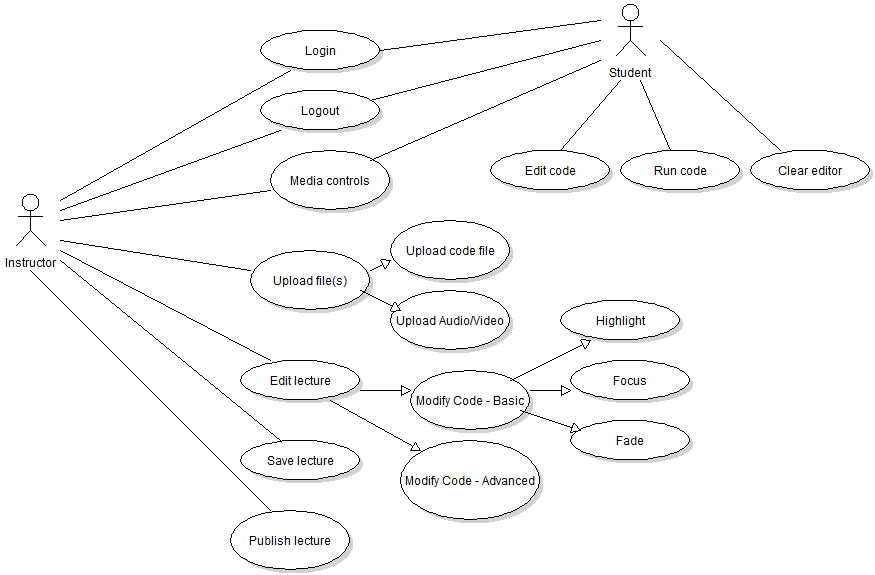 Login
Student
Logout
Edit code
Run code
Clear editor
Media controls
Instructor
Upload code file
Upload file(s)
Upload Audio/Video
Highlight
Edit lecture
Focus
Modify Code - Basic
Fade
Save lecture
Modify Code - Advanced
Publish lecture